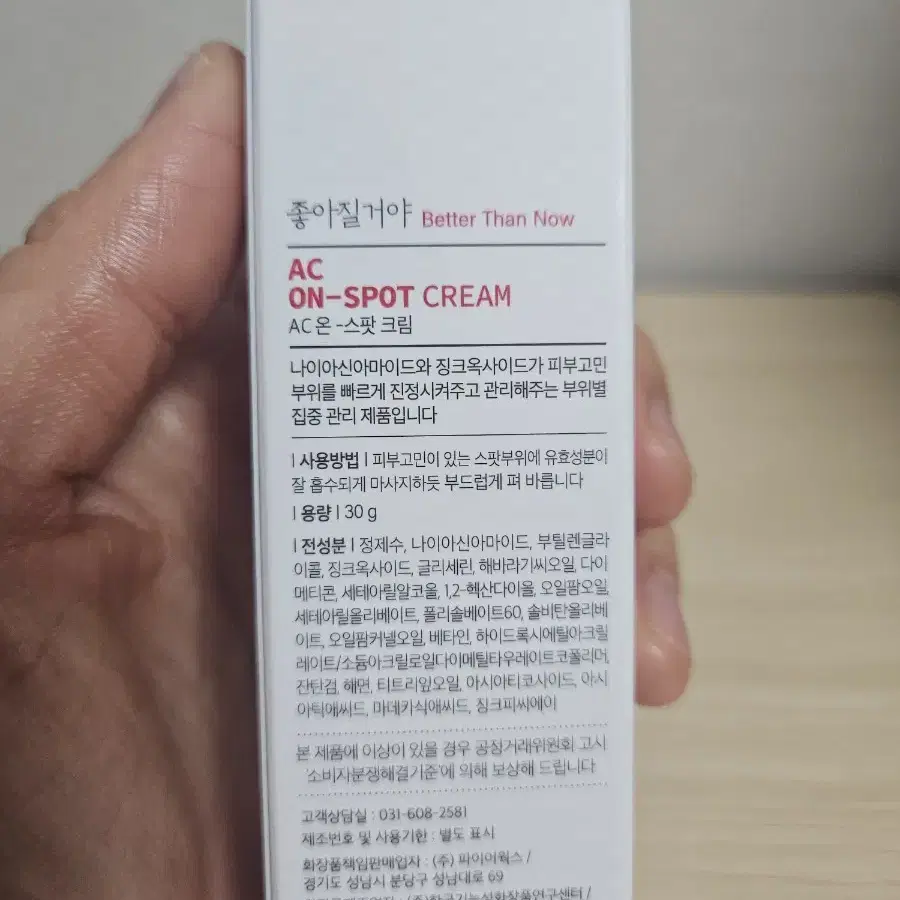 좋아질거야 Better Than Now
AC
ON-SPOT CREAM
AC 온 -스팟 크림
나이아신아마이드와 징크옥사이드가 피부고민
부위를 빠르게 진정시켜주고 관리해주는 부위별
집중 관리 제품입니다
| 사용방법 | 피부고민이 있는 스팟부위에 유효성분이
잘 흡수되게 마사지하듯 부드럽게 펴 바릅니다
| 용량 | 30 g
| 전성분 | 정제수, 나이아신아마이드, 부틸렌글라
이콜, 징크옥사이드, 글리세린, 해바라기씨오일, 다이
메티콘, 세테아릴알코올, 1,2-헥산다이올, 오일팜오일,
세테아릴올리베이트, 폴리솔베이트60, 솔비탄올리베
이트, 오일팜커넬오일, 베타인, 하이드록시에틸아크릴
레이트/소듐아크릴로일다이메틸타우레이트코폴리머,
잔탄검, 해면, 티트리잎오일, 아시아티코사이드, 아시
아틱애씨드, 마데카식애씨드, 징크피씨에이
본 제품에 이상이 있을 경우 공정거래위원회 고시
'소비자분쟁해결기준'에 의해 보상해 드립니다
고객상담실 : 031-608-2581
제조번호 및 사용기한 : 별도 표시
화장품책임판매업자 : (주) 파이이웍스 /
경기도 성남시 분당구 성남대로 69
(주)한국기능성화장품연구센터 /